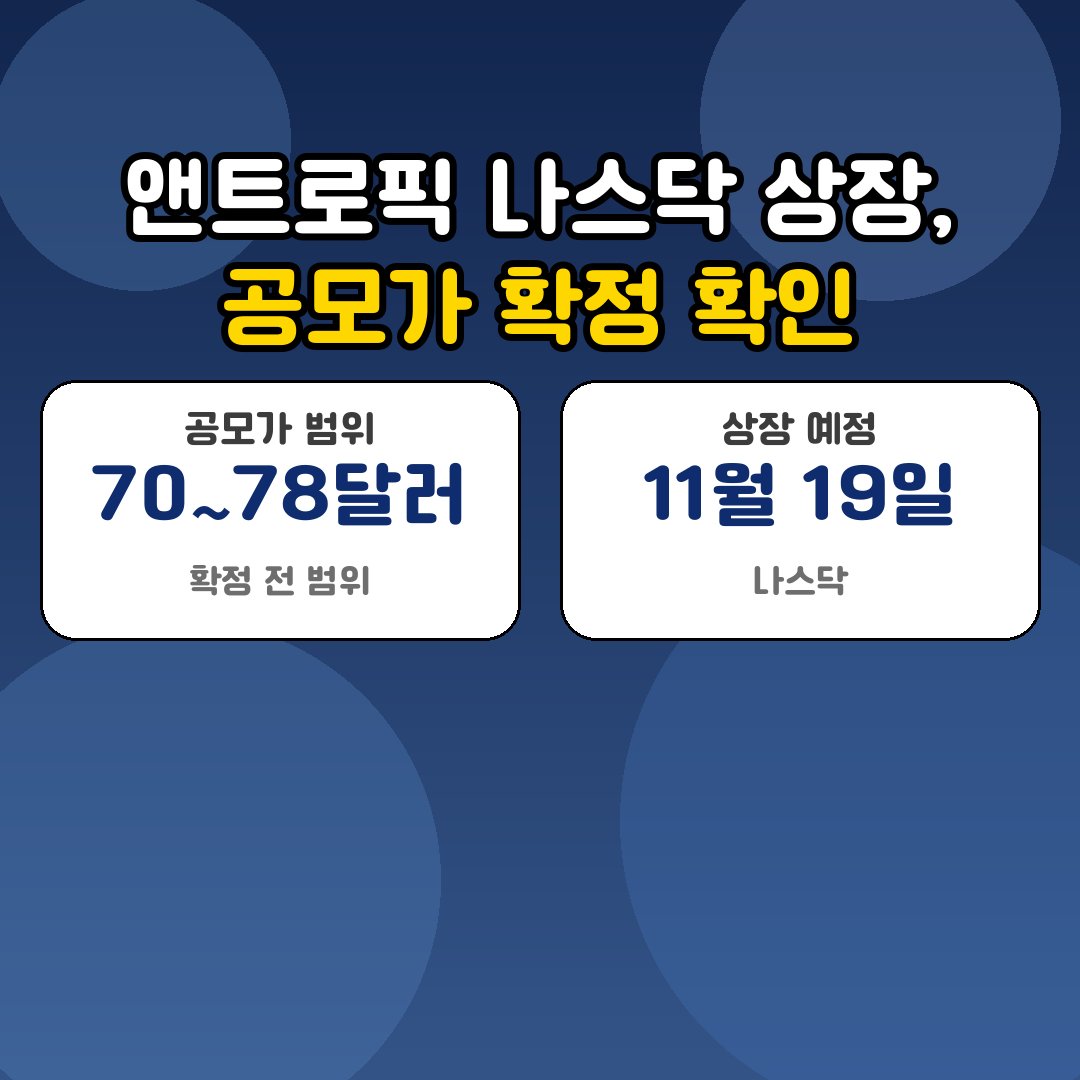 앤트로픽 나스닥 상장,
공모가 확정 확인
공모가 범위
70~78달러
확정 전 범위
상장 예정
11월 19일
나스닥